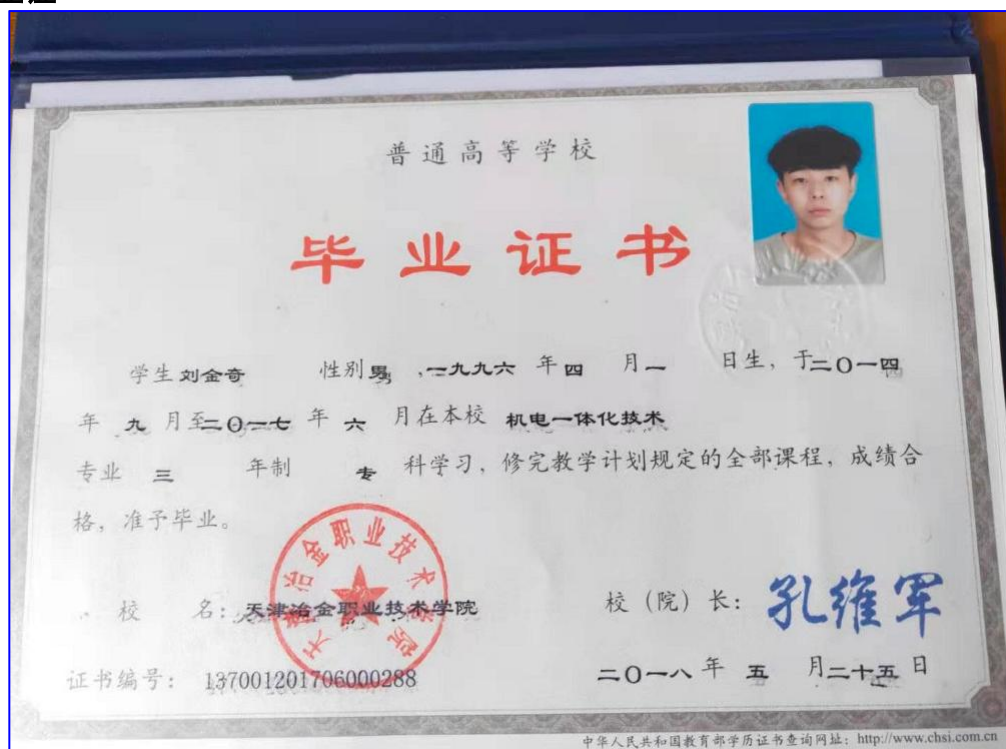 普通高等学校
毕业证书
学生 刘金奇 性别 男 ,一九九六 年 四 月 一 日生，于二〇一四
年 九 月至二〇一七 年 六 月在本校 机电一体化技术
专业 三 年制 专 科学习，修完教学计划规定的全部课程，成绩合
格，准予毕业。
天津冶金职业技术学院
校 名：天津冶金职业技术学院
校（院）长：孔维军
证书编号：137001201706000288
二〇一八 年 五 月二十五 日
中华人民共和国教育部学历证书查询网址：http://www.chsi.com.cn